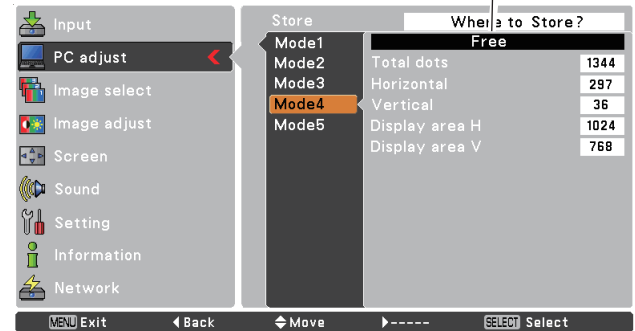 Input
PC adjust
Image select
Image adjust
Screen
Sound
Setting
Information
Network
Store
Mode1
Mode2
Mode3
Mode4
Mode5
Where to Store?
Free
Total dots 1344
Horizontal 297
Vertical 36
Display area H 1024
Display area V 768
MENU Exit Back Move ----- SELECT Select